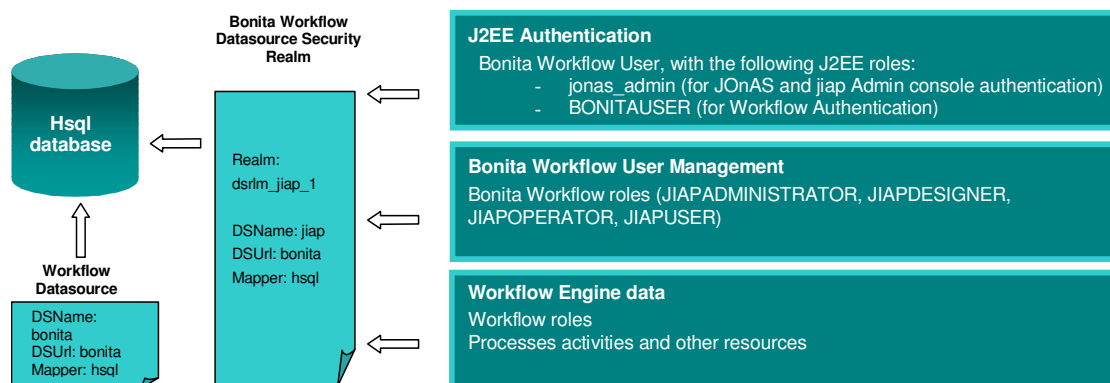 Bonita Workflow
Datasource Security
Realm
Hsql
database
Realm:
dsrlm_jiap_1
DSName: jiap
DSUrl: bonita
Mapper: hsql
Workflow
Datasource
DSName:
bonita
DSUrl: bonita
Mapper: hsql
J2EE Authentication
Bonita Workflow User, with the following J2EE roles:
- jonas_admin (for JOnAS and jiap Admin console authentication)
- BONITAUSER (for Workflow Authentication)
Bonita Workflow User Management
Bonita Workflow roles (JIAPADMINISTRATOR, JIAPDESIGNER,
JIAPOPERATOR, JIAPUSER)
Workflow Engine data
Workflow roles
Processes activities and other resources